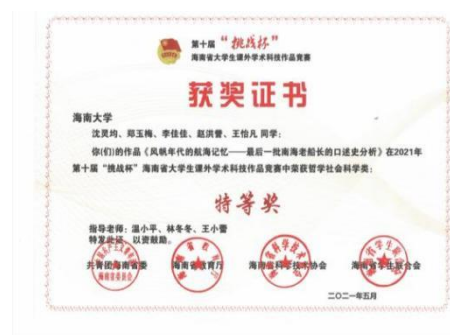 第十届“挑战杯”
海南省大学生课外学术科技作品竞赛
获奖证书
海南大学
沈灵均、郑玉梅、李佳佳、赵洪誉、王怡凡 同学：
你(们)的作品《风帆年代的航海记忆——最后一批南海老船长的口述史分析》在2021年
第十届“挑战杯”海南省大学生课外学术科技作品竞赛中荣获哲学社会科学类：
特等奖
指导老师：温小平、林冬冬、王小蕾
特发此证，以资鼓励。
共青团海南省委 海南省教育厅 海南省科学技术协会 海南省学生联合会
二〇二一年五月